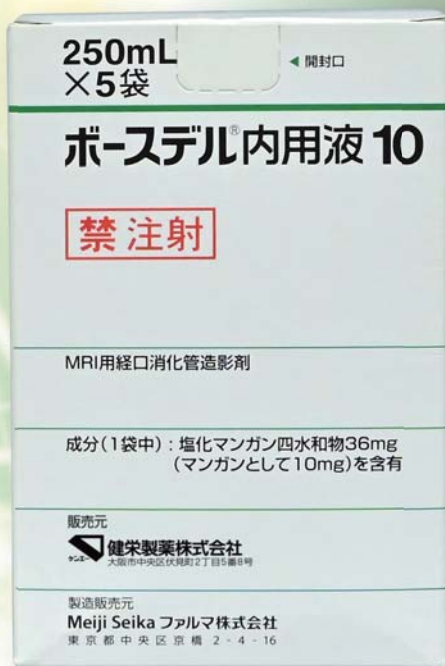 250mL
×5袋
◀ 開封口
ボースデル®内用液 10
禁 注射
MRI用経口消化管造影剤
成分(1袋中):塩化マンガン四水和物36mg
(マンガンとして10mg)を含有
販売元
ケンエー 健栄製薬株式会社
大阪市中央区伏見町2丁目5番8号
製造販売元
Meiji Seika ファルマ株式会社
東京都中央区京橋 2-4-16